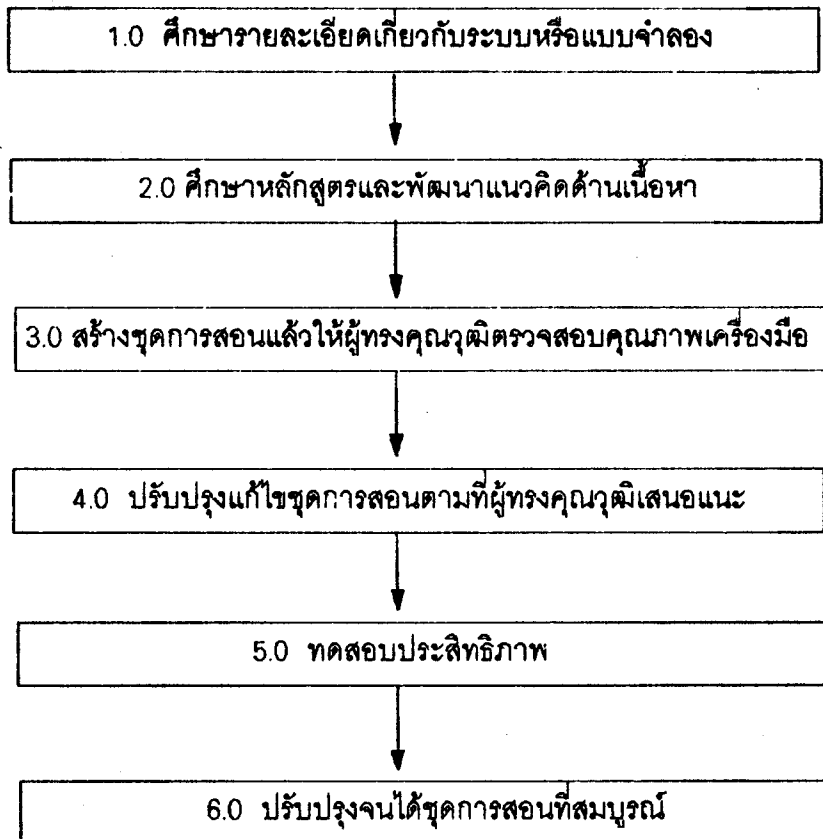 1.0 ศึกษารายละเอียดเกี่ยวกับระบบหรือแบบจำลอง
2.0 ศึกษาหลักสูตรและพัฒนาแนวคิดด้านเนื้อหา
3.0 สร้างชุดการสอนแล้วให้ผู้ทรงคุณวุฒิตรวจสอบคุณภาพเครื่องมือ
4.0 ปรับปรุงแก้ไขชุดการสอนตามที่ผู้ทรงคุณวุฒิเสนอแนะ
5.0 ทดสอบประสิทธิภาพ
6.0 ปรับปรุงจนได้ชุดการสอนที่สมบูรณ์